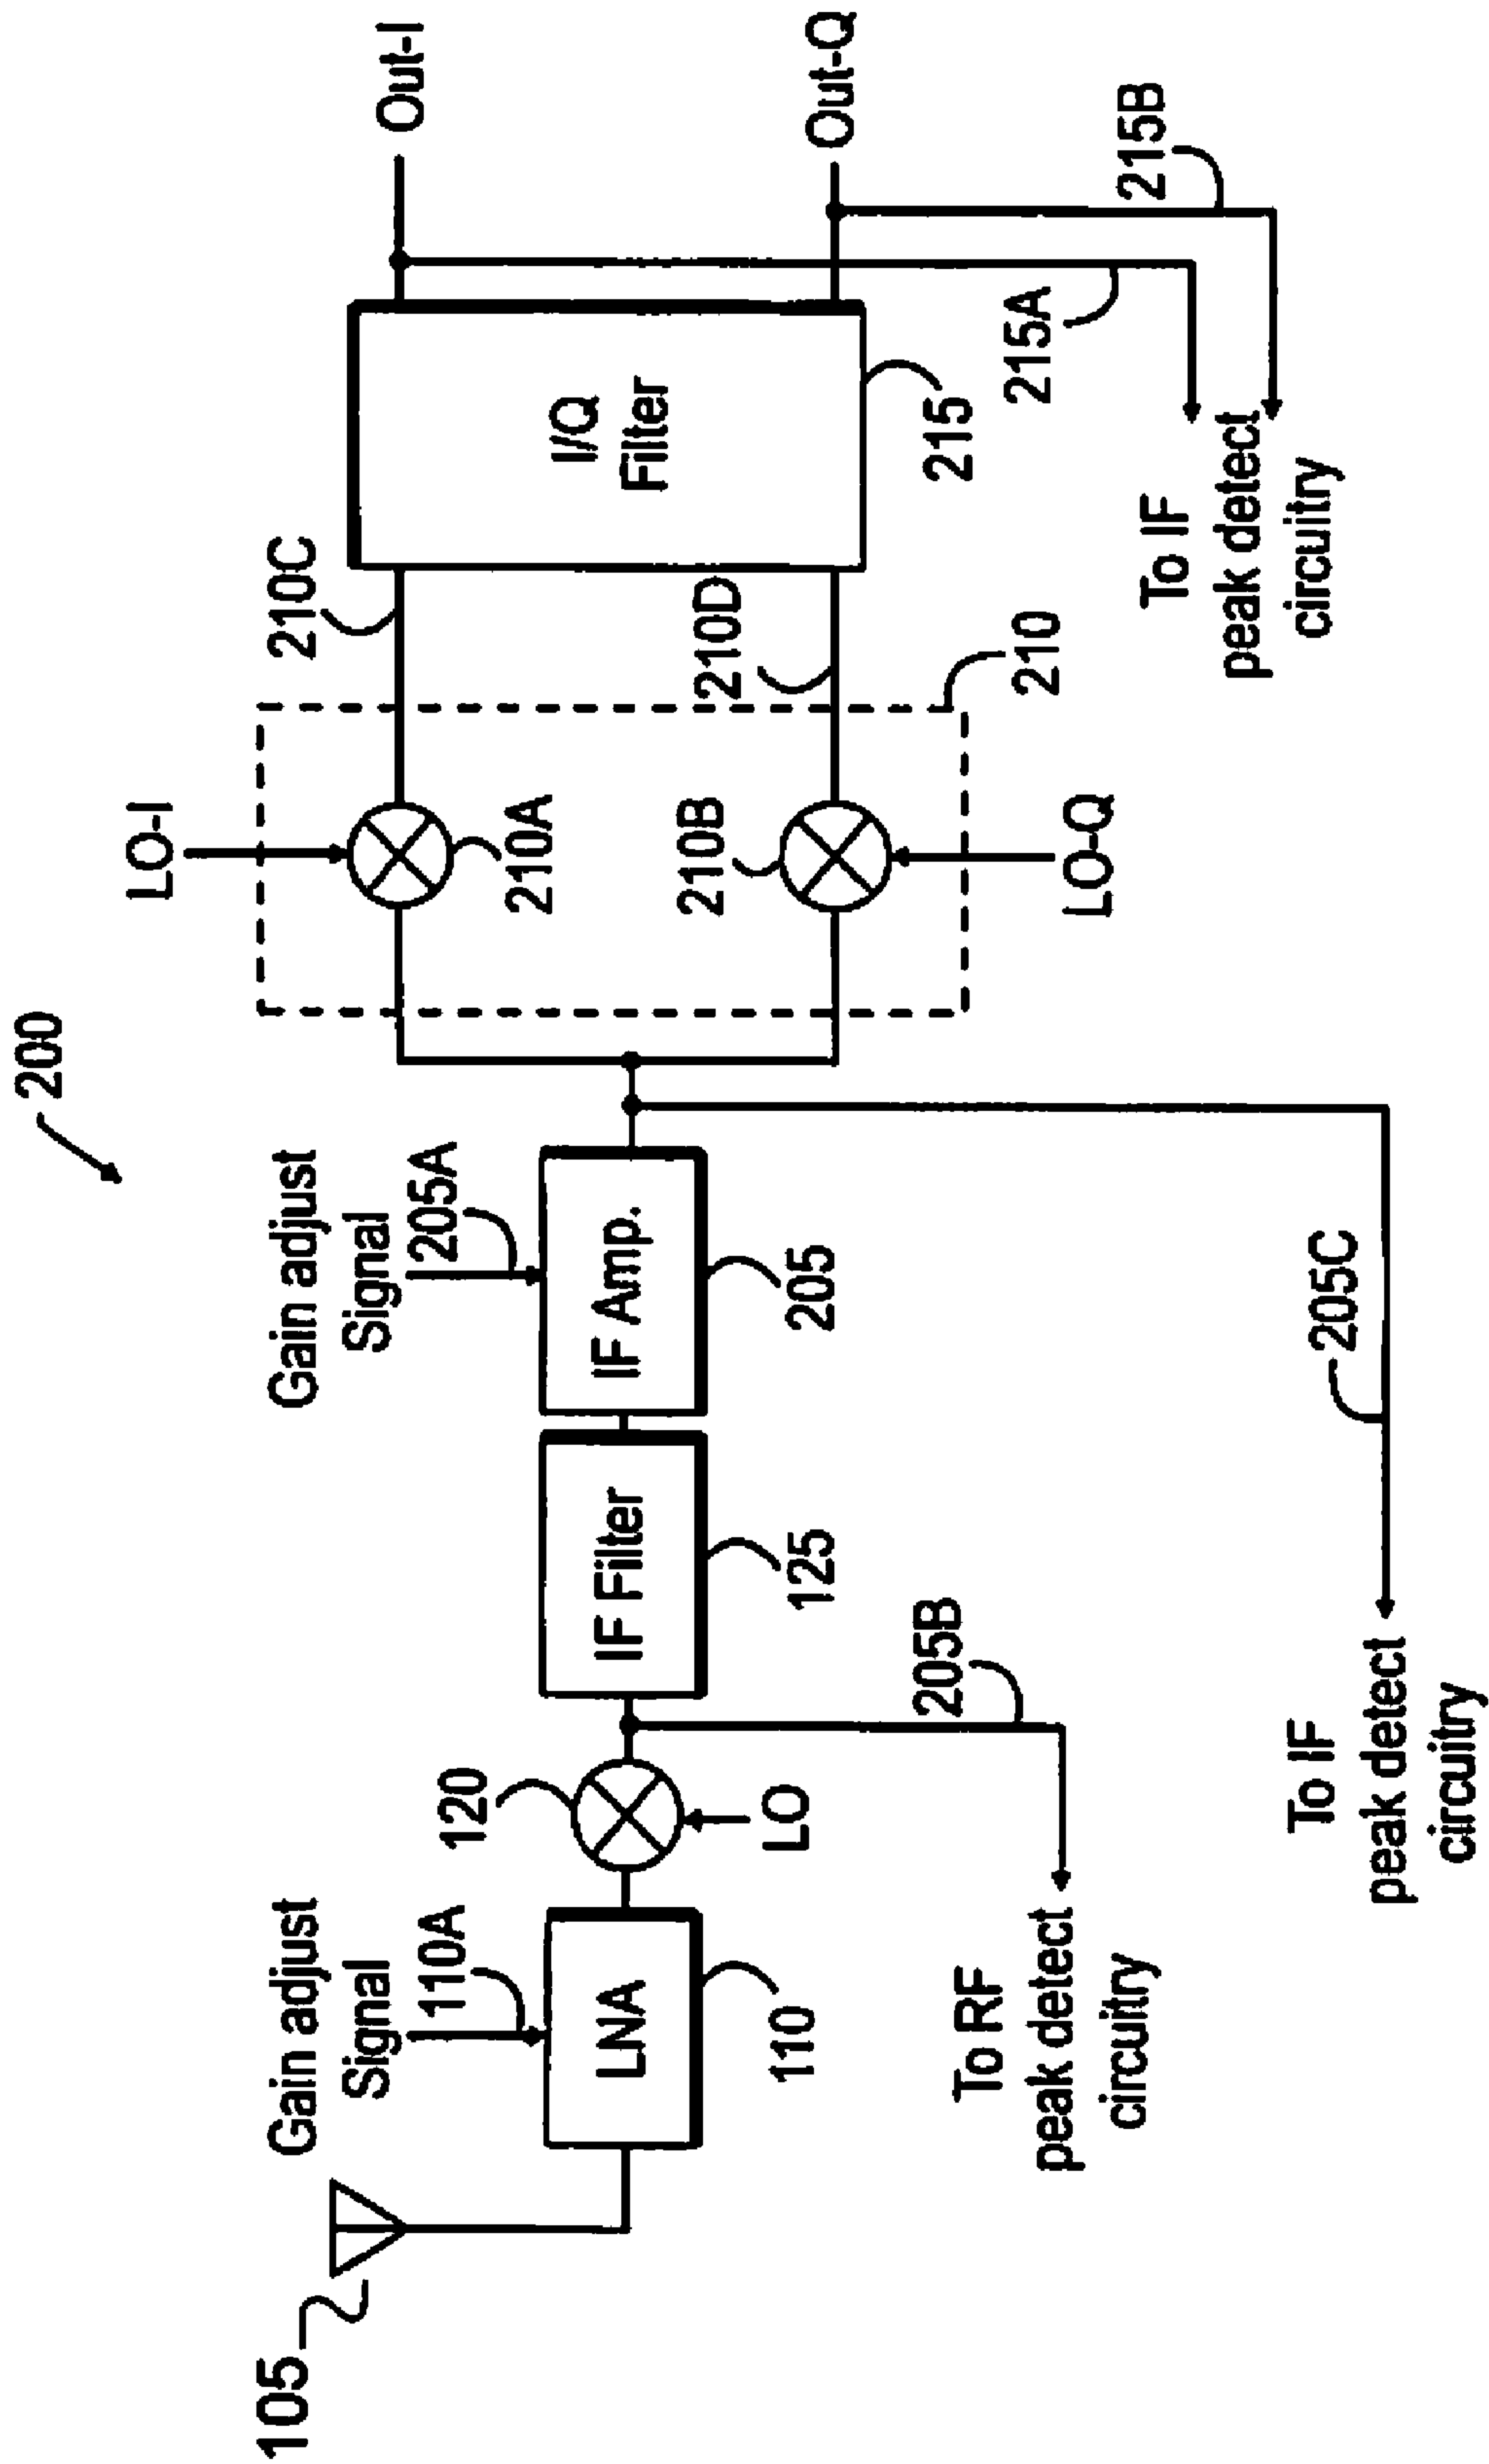 200
LO-I
210C
Out-I
Gain adjust
Signal
110A
Gain adjust
Signal
205A
105
120
LNA
110
LO
IF Filter
125
IF Amp.
205
210A
210B
210D
I/Q
Filter
Out-Q
205B
To RF
peak detect
circuitry
LO-Q
210
215
215A
215B
To IF
peak detect
circuitry
205C
To IF
peak detect
circuitry